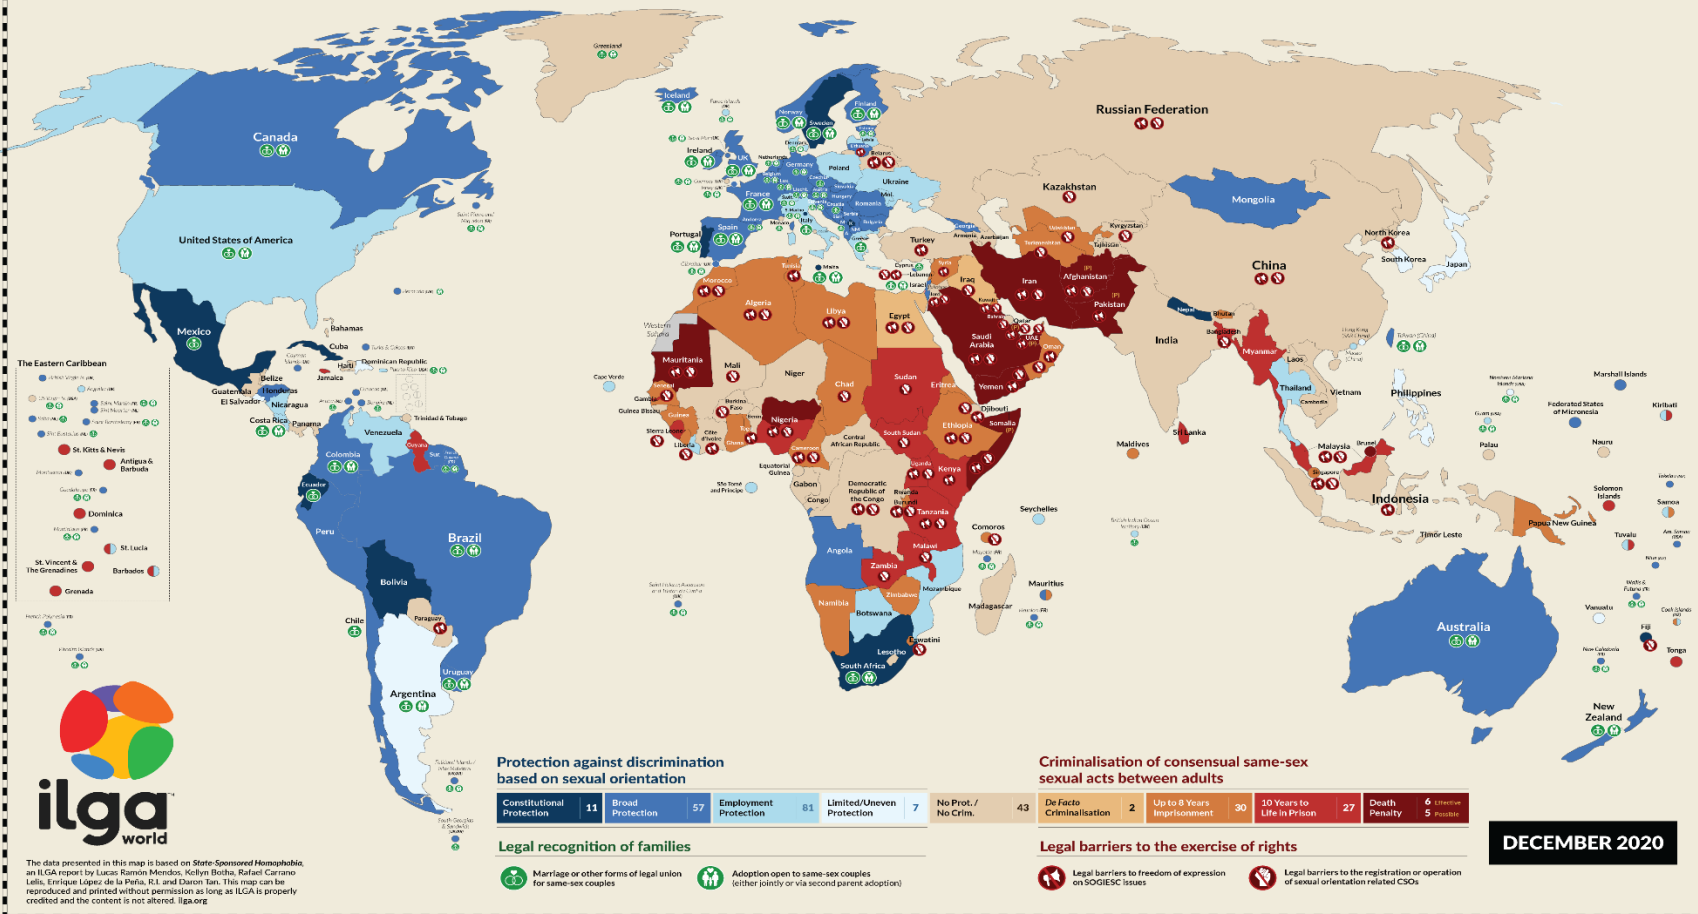 Greenland
Iceland
Canada
United States of America
Mexico
Bahamas
Cuba
Haiti
Dominican Republic
Jamaica
Belize
Guatemala
Honduras
El Salvador
Nicaragua
Costa Rica
Panama
Trinidad & Tobago
Venezuela
Guyana
Colombia
Ecuador
Peru
Brazil
Bolivia
Paraguay
Chile
Uruguay
Argentina
The Eastern Caribbean
St. Kitts & Nevis
Antigua &
Barbuda
Dominica
St. Lucia
St. Vincent &
The Grenadines
Barbados
Grenada
Norway
Sweden
Finland
Ireland
UK
Netherlands
Germany
Poland
Belarus
Ukraine
France
Romania
Portugal
Spain
Italy
Malta
Russian Federation
Kazakhstan
Mongolia
Kyrgyzstan
Tajikistan
Georgia
Armenia
Azerbaijan
Turkey
Cyprus
Lebanon
Israel
Syria
Iraq
Iran
Afghanistan
Pakistan
Saudi
Arabia
Qatar
UAE
Oman
Yemen
North Korea
South Korea
Japan
China
Nepal
India
Bangladesh
Myanmar
Laos
Thailand
Vietnam
Cambodia
Philippines
Sri Lanka
Maldives
Malaysia
Brunei
Singapore
Indonesia
Timor Leste
Papua New Guinea
Morocco
Algeria
Tunisia
Libya
Egypt
Western
Sahara
Mauritania
Mali
Niger
Chad
Sudan
Eritrea
Djibouti
Somalia
Ethiopia
South Sudan
Cape Verde
Senegal
Gambia
Guinea Bissau
Guinea
Sierra Leone
Liberia
Côte
d'Ivoire
Burkina
Faso
Ghana
Togo
Nigeria
Cameroon
Central
African Republic
Equatorial
Guinea
São Tomé
and Principe
Gabon
Congo
Democratic
Republic of
the Congo
Uganda
Kenya
Rwanda
Burundi
Tanzania
Seychelles
Comoros
Malawi
Angola
Zambia
Mozambique
Zimbabwe
Namibia
Botswana
Madagascar
Mauritius
Eswatini
Lesotho
South Africa
Australia
New
Zealand
Marshall Islands
Federated States
of Micronesia
Kiribati
Palau
Nauru
Solomon
Islands
Samoa
Tuvalu
Vanuatu
Fiji
Tonga
ilga
world
The data presented in this map is based on State-Sponsored Homophobia,
an ILGA report by Lucas Ramón Mendos, Kellyn Botha, Rafael Carrano
Lelis, Enrique López de la Peña, R.I. and Daron Tan. This map can be
reproduced and printed without permission as long as ILGA is properly
credited and the content is not altered. ilga.org
Protection against discrimination
based on sexual orientation
Constitutional
Protection 11
Broad
Protection 57
Employment
Protection 81
Limited/Uneven
Protection 7
No Prot. /
No Crim. 43
Criminalisation of consensual same-sex
sexual acts between adults
De Facto
Criminalisation 2
Up to 8 Years
Imprisonment 30
10 Years to
Life in Prison 27
Death
Penalty
6 Effective
5 Possible
Legal recognition of families
Marriage or other forms of legal union
for same-sex couples
Adoption open to same-sex couples
(either jointly or via second parent adoption)
Legal barriers to the exercise of rights
Legal barriers to freedom of expression
on SOGIESC issues
Legal barriers to the registration or operation
of sexual orientation related CSOs
DECEMBER 2020